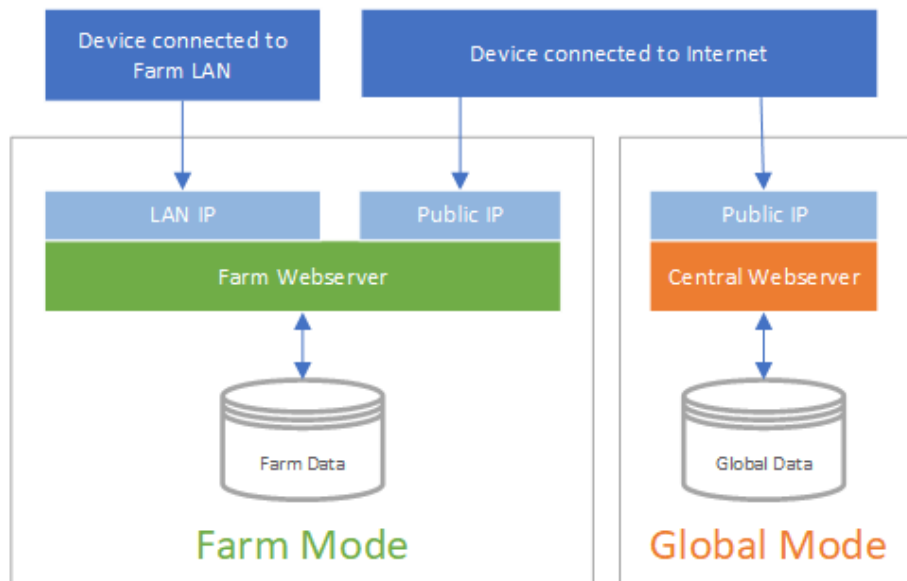 Device connected to
Farm LAN
Device connected to Internet
LAN IP
Public IP
Public IP
Farm Webserver
Central Webserver
Farm Data
Global Data
Farm Mode
Global Mode